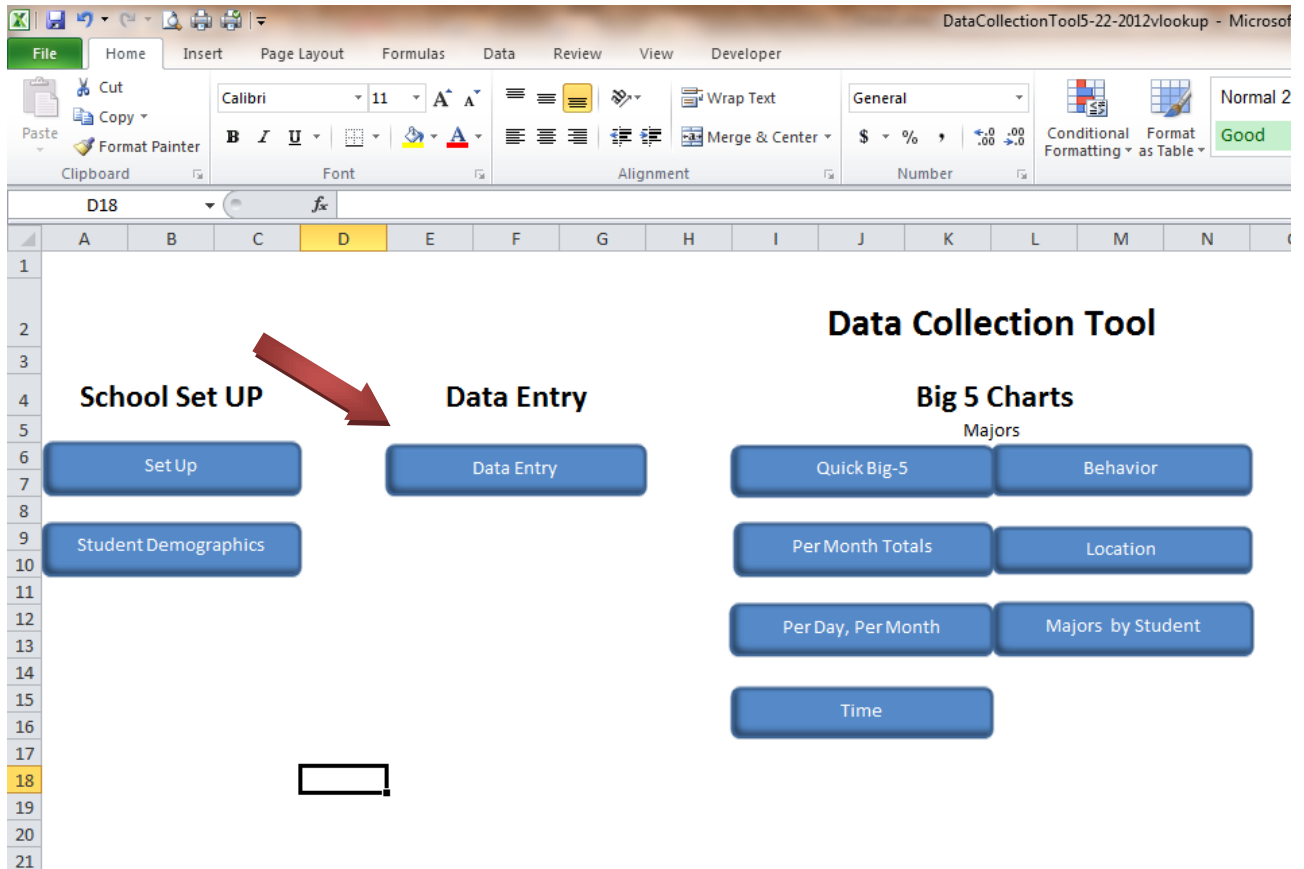 DataCollectionTool5-22-2012vlookup - Microsof
File Home Insert Page Layout Formulas Data Review View Developer
Cut
Copy
Format Painter
Paste
Clipboard
Calibri 11
B I U
Font
Wrap Text
Merge & Center
Alignment
General
$ % , .0 .00 .00 .0
Number
Conditional Formatting
Format as Table
Normal 2
Good
D18 fx
A B C D E F G H I J K L M N
1
2 Data Collection Tool
3
4 School Set UP Data Entry Big 5 Charts
5 Majors
6 Set Up Data Entry Quick Big-5 Behavior
7
8
9 Student Demographics Per Month Totals Location
10
11
12 Per Day, Per Month Majors by Student
13
14
15
16 Time
17
18
19
20
21